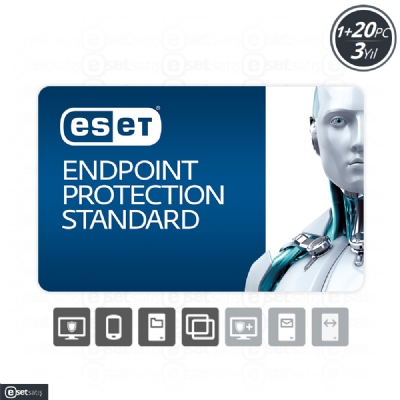 1+20PC
3Yıl
eset
ENDPOINT
PROTECTION
STANDARD
esetsatış